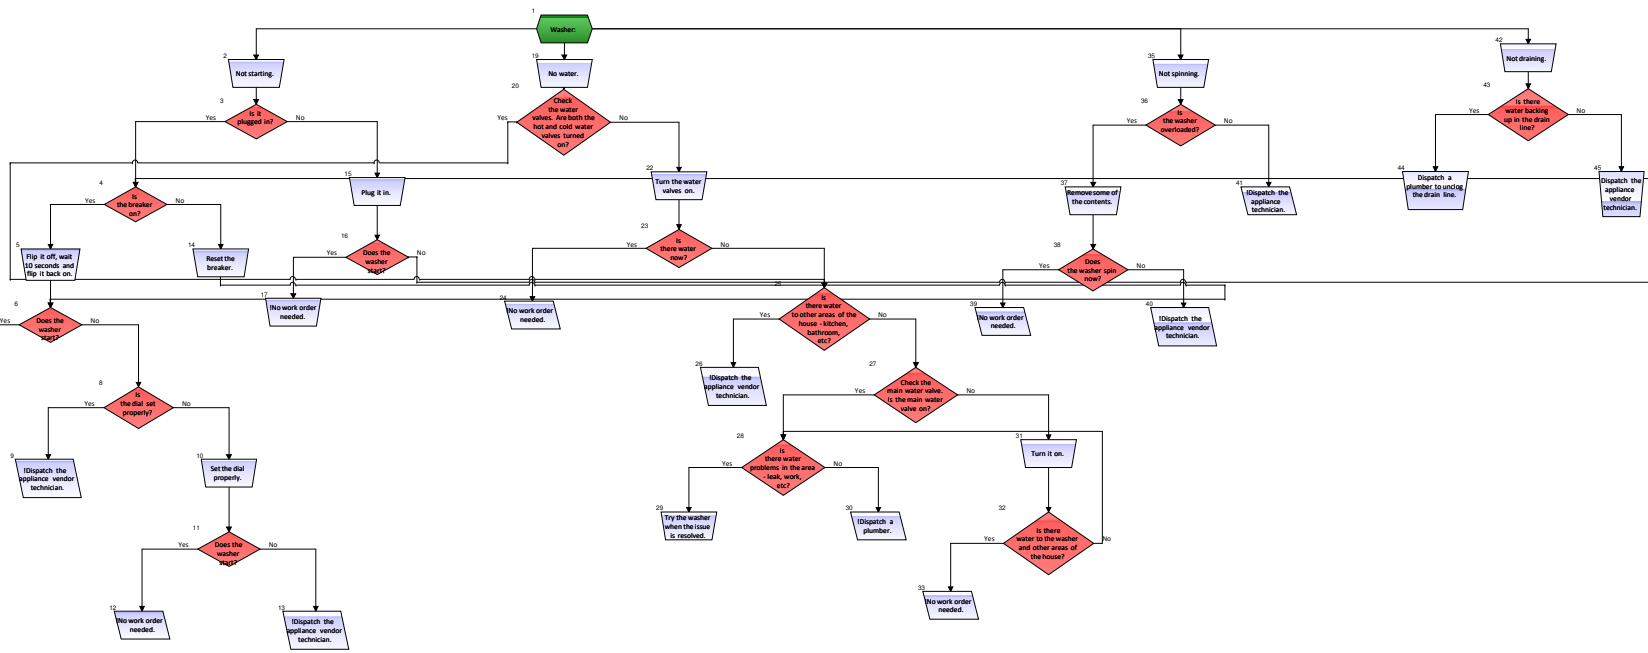 1
Washer:
2
Not starting.
3
Is it
plugged in?
Yes
No
4
Is
the breaker
on?
Yes
No
5
Flip it off, wait
10 seconds and
flip it back on.
6
Does the
washer
start?
Yes
No
8
Is
the dial set
properly?
Yes
No
9
!Dispatch the
appliance vendor
technician.
10
Set the dial
properly.
11
Does the
washer
start?
Yes
No
12
!No work order
needed.
13
!Dispatch the
appliance vendor
technician.
14
Reset the
breaker.
15
Plug it in.
16
Does the
washer
start?
Yes
No
17
!No work order
needed.
19
No water.
20
Check
the water
valves. Are both the
hot and cold water
valves turned
on?
Yes
No
22
Turn the water
valves on.
23
Is
there water
now?
Yes
No
24
!No work order
needed.
25
Is
there water
to other areas of the
house - kitchen,
bathroom,
etc?
Yes
No
26
!Dispatch the
appliance vendor
technician.
27
Check the
main water valve.
Is the main water
valve on?
Yes
No
28
Is
there water
problems in the area
- leak, work,
etc?
Yes
No
29
Try the washer
when the issue
is resolved.
30
!Dispatch a
plumber.
31
Turn it on.
32
Is there
water to the washer
and other areas of
the house?
Yes
No
33
!No work order
needed.
35
Not spinning.
36
Is
the washer
overloaded?
Yes
No
37
Remove some of
the contents.
38
Does
the washer spin
now?
Yes
No
39
!No work order
needed.
40
!Dispatch the
appliance vendor
technician.
41
!Dispatch the
appliance
technician.
42
Not draining.
43
Is there
water backing
up in the drain
line?
Yes
No
44
Dispatch a
plumber to unclog
the drain line.
45
Dispatch the
appliance
vendor
technician.